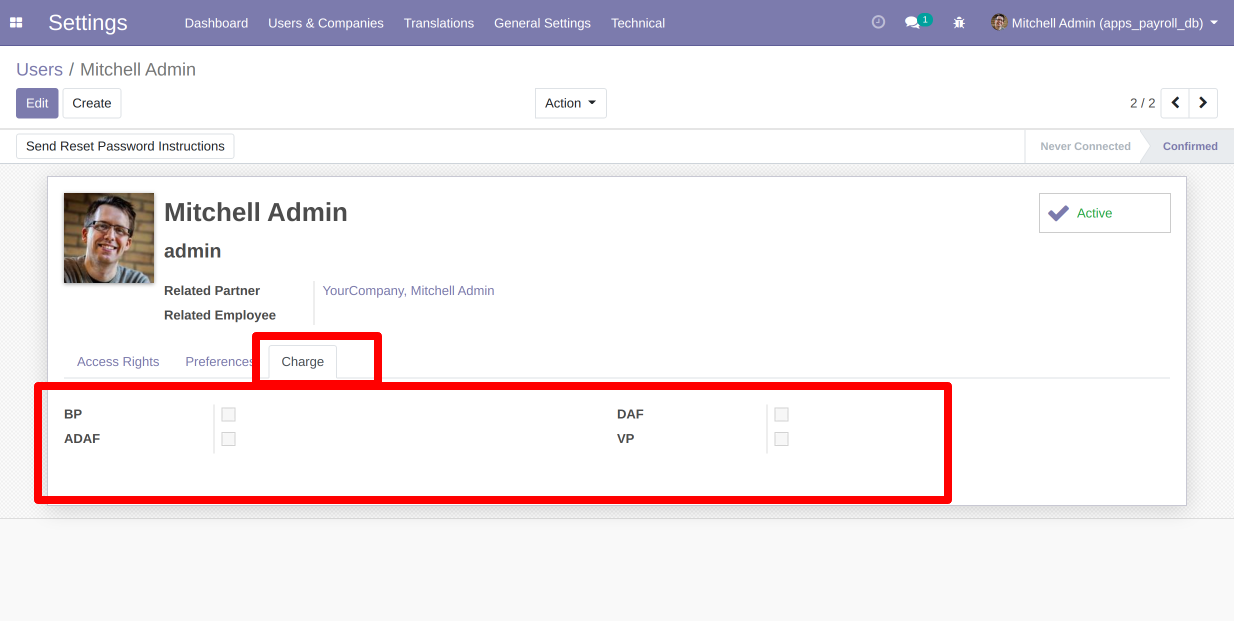 Settings Dashboard Users & Companies Translations General Settings Technical 1 Mitchell Admin (apps_payroll_db)
Users / Mitchell Admin
Edit Create Action 2 / 2
Send Reset Password Instructions Never Connected Confirmed
Mitchell Admin
Active
admin
Related Partner YourCompany, Mitchell Admin
Related Employee
Access Rights Preferences Charge
BP DAF
ADAF VP